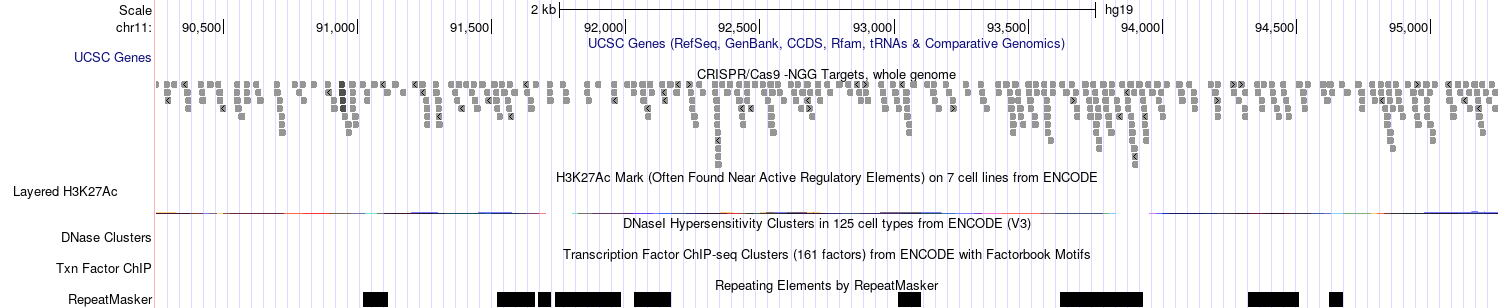 Scale 2 kb hg19
chr11: 90,500 91,000 91,500 92,000 92,500 93,000 93,500 94,000 94,500 95,000
UCSC Genes (RefSeq, GenBank, CCDS, Rfam, tRNAs & Comparative Genomics)
UCSC Genes
CRISPR/Cas9 -NGG Targets, whole genome
H3K27Ac Mark (Often Found Near Active Regulatory Elements) on 7 cell lines from ENCODE
Layered H3K27Ac
DNaseI Hypersensitivity Clusters in 125 cell types from ENCODE (V3)
DNase Clusters
Transcription Factor ChIP-seq Clusters (161 factors) from ENCODE with Factorbook Motifs
Txn Factor ChIP
Repeating Elements by RepeatMasker
RepeatMasker